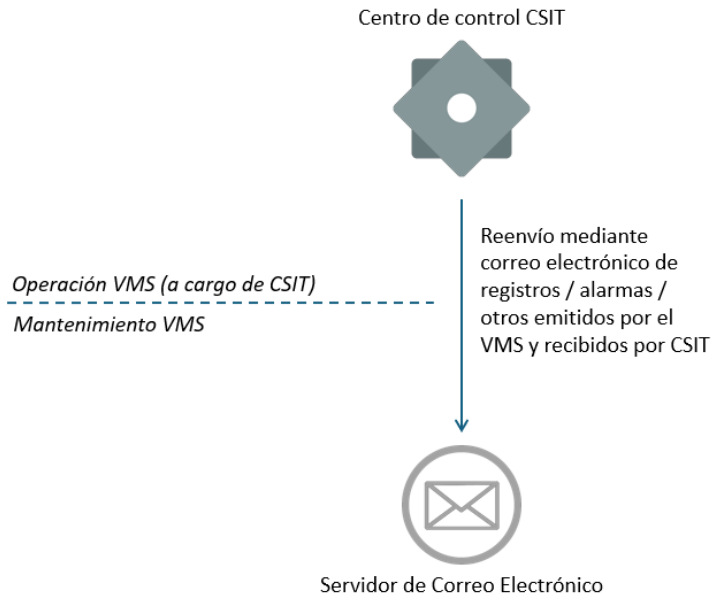 Centro de control CSIT
Reenvío mediante
correo electrónico de
registros / alarmas /
otros emitidos por el
VMS y recibidos por CSIT
Operación VMS (a cargo de CSIT)
Mantenimiento VMS
Servidor de Correo Electrónico